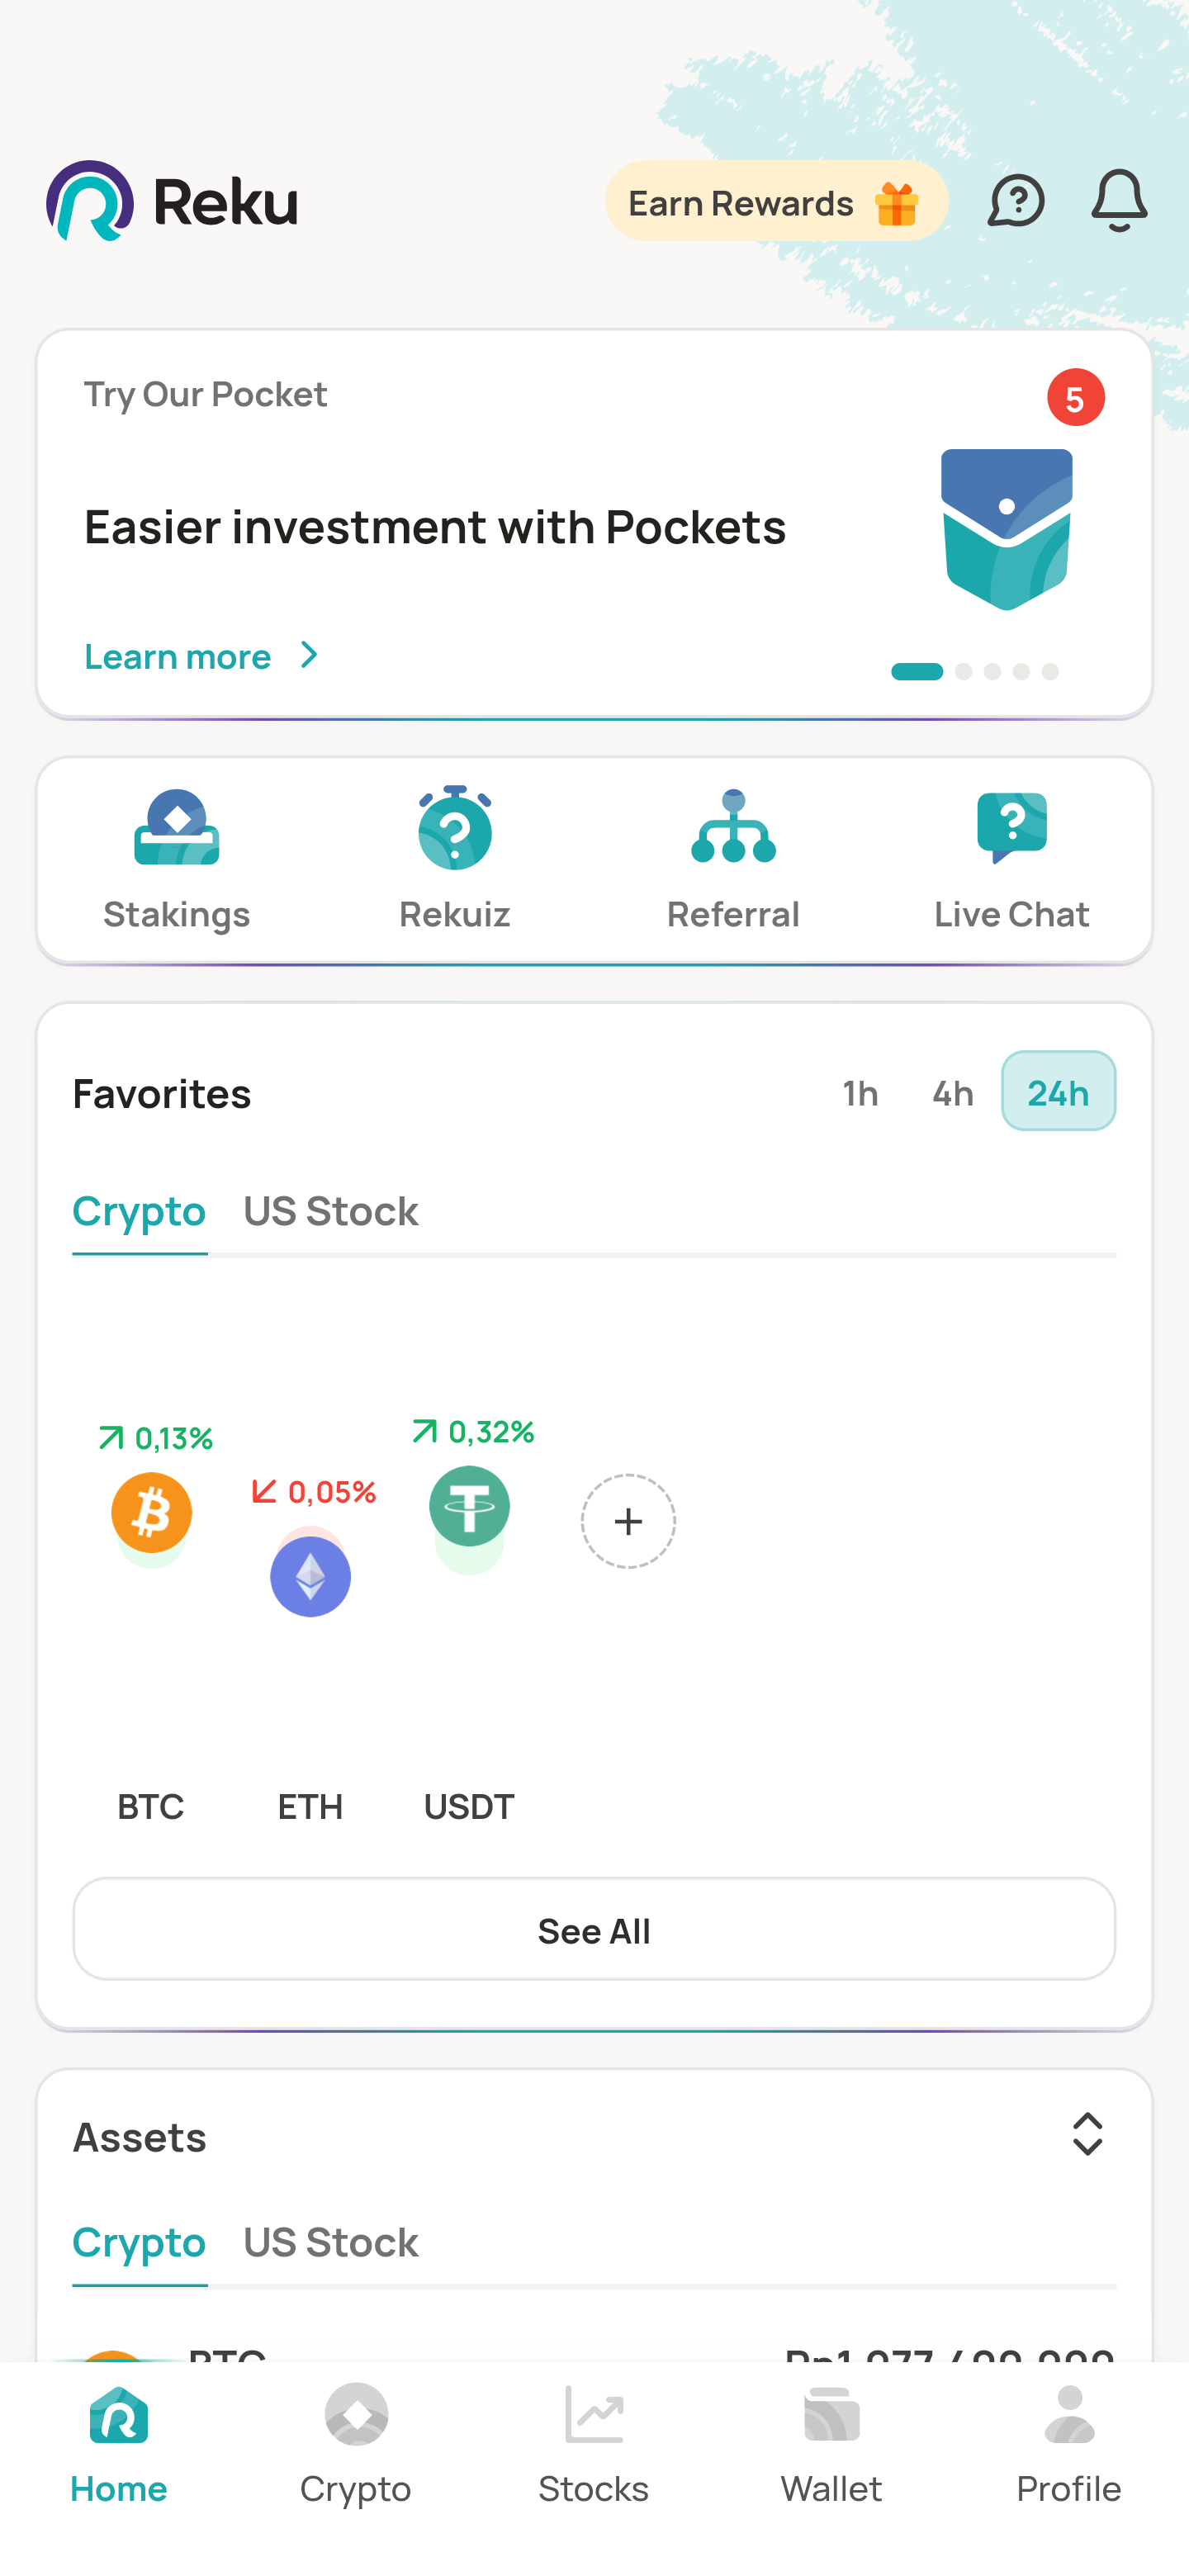 Reku
Earn Rewards
Try Our Pocket
5
Easier investment with Pockets
Learn more
Stakings
Rekuiz
Referral
Live Chat
Favorites
1h
4h
24h
Crypto
US Stock
0,13%
0,05%
0,32%
+
BTC
ETH
USDT
See All
Assets
Crypto
US Stock
BTC
Home
Crypto
Stocks
Wallet
Profile